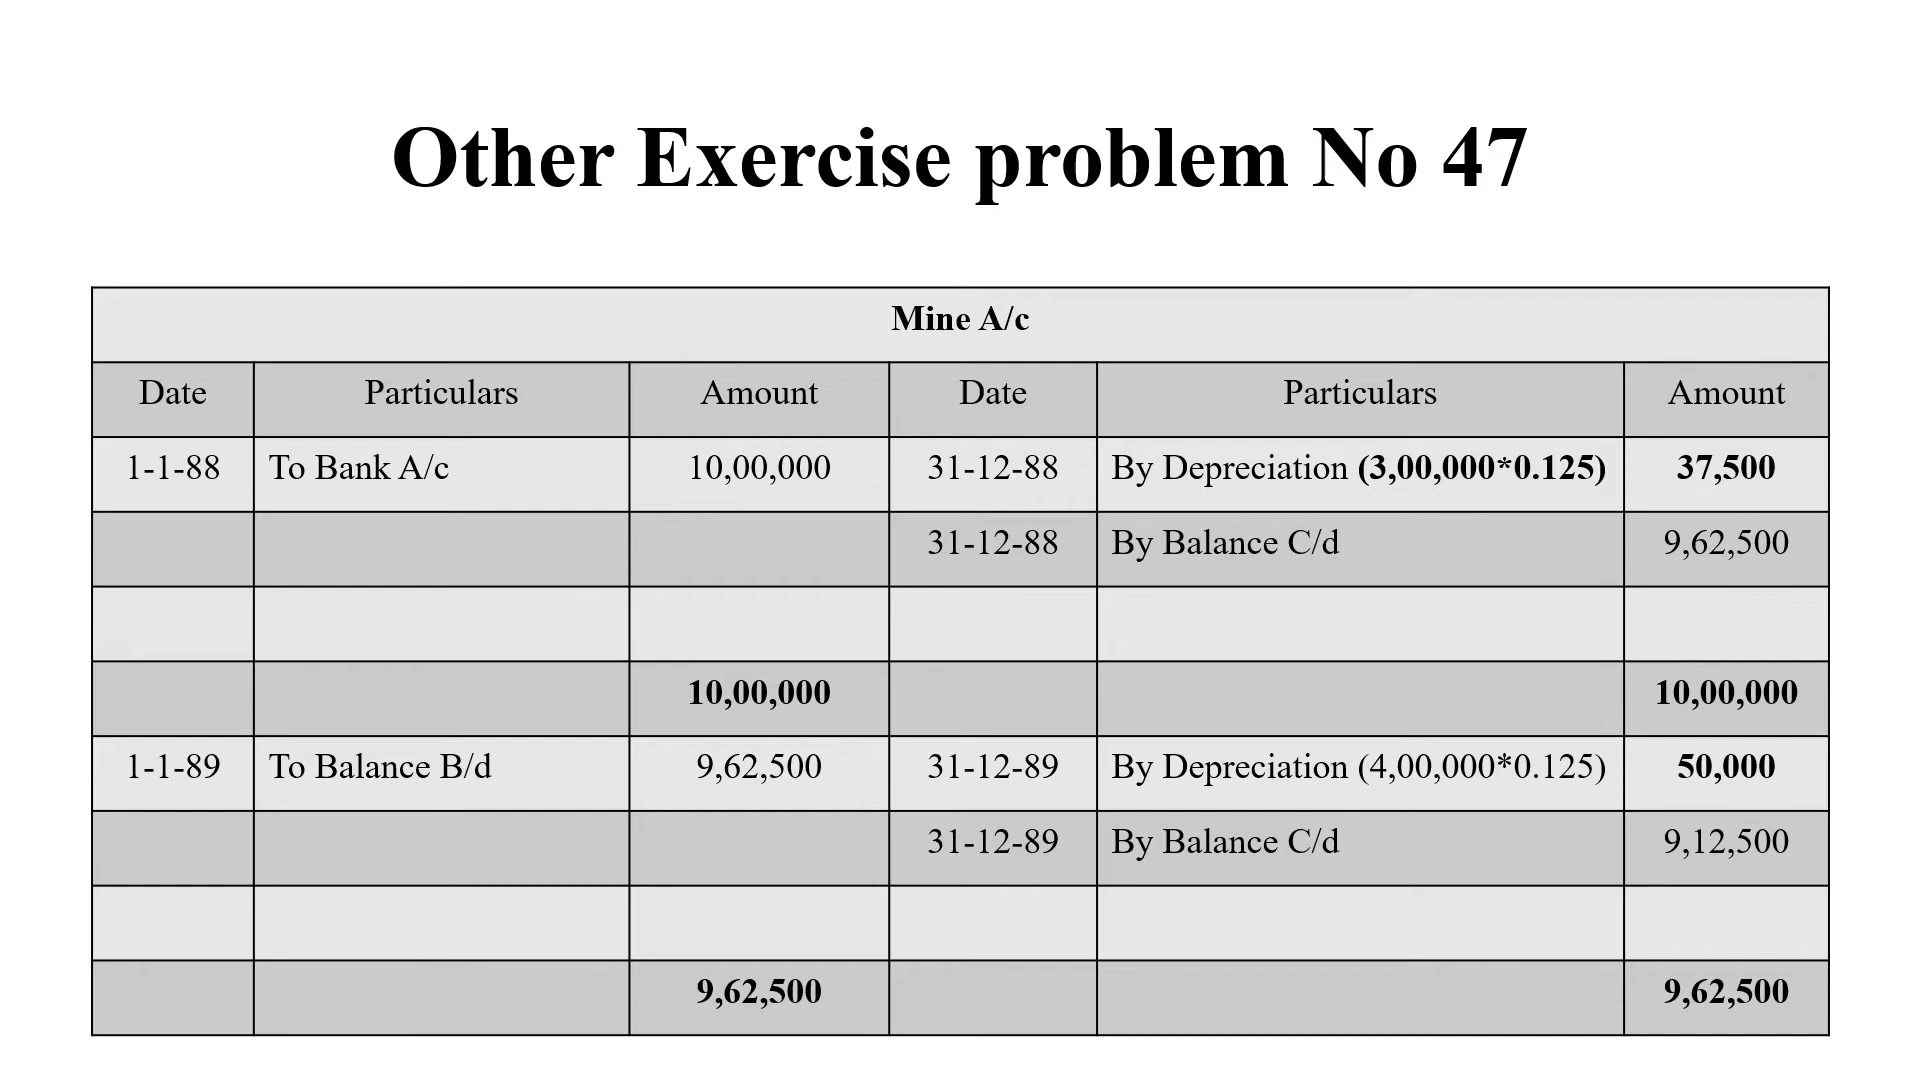 Other Exercise problem No 47
Mine A/c
Date Particulars Amount Date Particulars Amount
1-1-88 To Bank A/c 10,00,000 31-12-88 By Depreciation (3,00,000*0.125) 37,500
31-12-88 By Balance C/d 9,62,500
10,00,000 10,00,000
1-1-89 To Balance B/d 9,62,500 31-12-89 By Depreciation (4,00,000*0.125) 50,000
31-12-89 By Balance C/d 9,12,500
9,62,500 9,62,500